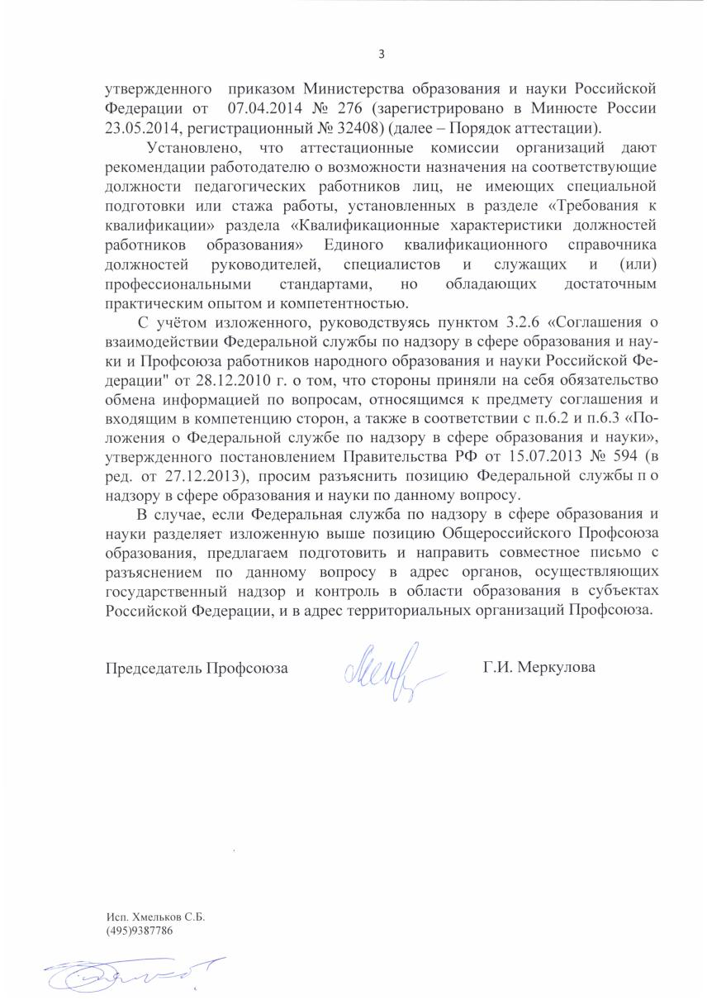 3
утвержденного приказом Министерства образования и науки Российской
Федерации от 07.04.2014 № 276 (зарегистрировано в Минюсте России
23.05.2014, регистрационный № 32408) (далее – Порядок аттестации).
Установлено, что аттестационные комиссии организаций дают
рекомендации работодателю о возможности назначения на соответствующие
должности педагогических работников лиц, не имеющих специальной
подготовки или стажа работы, установленных в разделе «Требования к
квалификации» раздела «Квалификационные характеристики должностей
работников образования» Единого квалификационного справочника
должностей руководителей, специалистов и служащих и (или)
профессиональными стандартами, но обладающих достаточным
практическим опытом и компетентностью.
С учётом изложенного, руководствуясь пунктом 3.2.6 «Соглашения о
взаимодействии Федеральной службы по надзору в сфере образования и нау-
ки и Профсоюза работников народного образования и науки Российской Фе-
дерации" от 28.12.2010 г. о том, что стороны приняли на себя обязательство
обмена информацией по вопросам, относящимся к предмету соглашения и
входящим в компетенцию сторон, а также в соответствии с п.6.2 и п.6.3 «По-
ложения о Федеральной службе по надзору в сфере образования и науки»,
утвержденного постановлением Правительства РФ от 15.07.2013 № 594 (в
ред. от 27.12.2013), просим разъяснить позицию Федеральной службы п о
надзору в сфере образования и науки по данному вопросу.
В случае, если Федеральная служба по надзору в сфере образования и
науки разделяет изложенную выше позицию Общероссийского Профсоюза
образования, предлагаем подготовить и направить совместное письмо с
разъяснением по данному вопросу в адрес органов, осуществляющих
государственный надзор и контроль в области образования в субъектах
Российской Федерации, и в адрес территориальных организаций Профсоюза.
Председатель Профсоюза Г.И. Меркулова
Исп. Хмельков С.Б.
(495)9387786